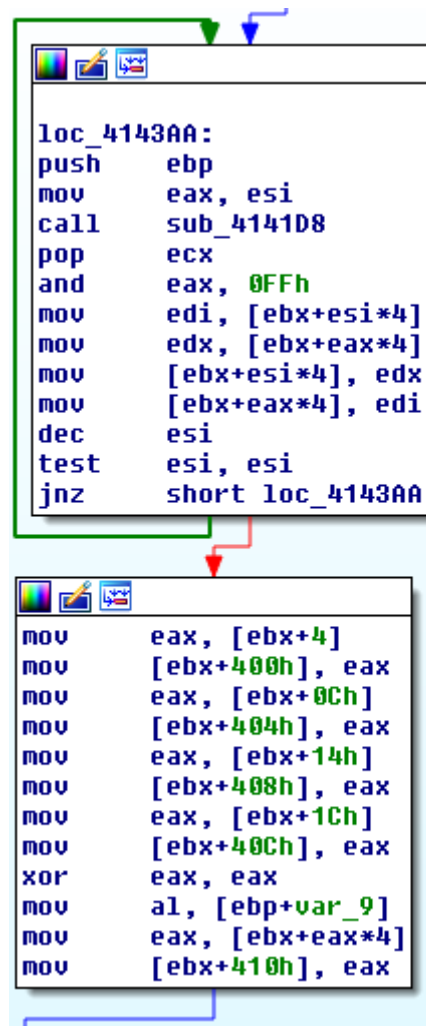 loc_4143AA:
push ebp
mov eax, esi
call sub_4141D8
pop ecx
and eax, 0FFh
mov edi, [ebx+esi*4]
mov edx, [ebx+eax*4]
mov [ebx+esi*4], edx
mov [ebx+eax*4], edi
dec esi
test esi, esi
jnz short loc_4143AA
mov eax, [ebx+4]
mov [ebx+400h], eax
mov eax, [ebx+0Ch]
mov [ebx+404h], eax
mov eax, [ebx+14h]
mov [ebx+408h], eax
mov eax, [ebx+1Ch]
mov [ebx+40Ch], eax
xor eax, eax
mov al, [ebp+var_9]
mov eax, [ebx+eax*4]
mov [ebx+410h], eax